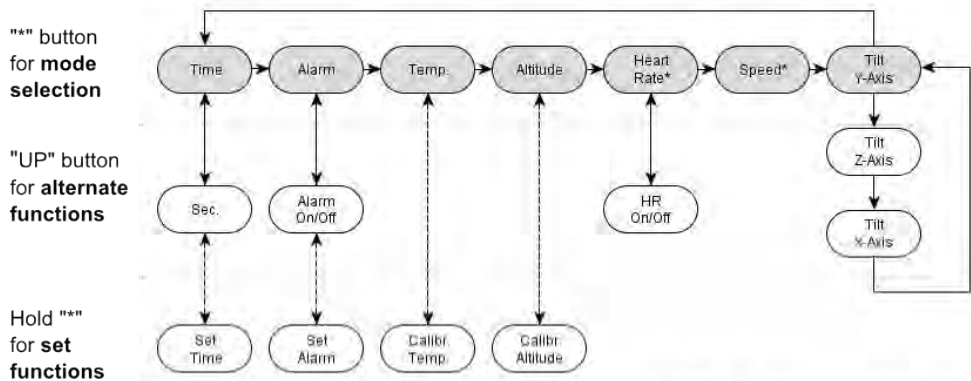 "*" button
for mode
selection
Time
Alarm
Temp.
Altitude
Heart
Rate*
Speed*
Tilt
Y-Axis
"UP" button
for alternate
functions
Tilt
Z-Axis
Sec.
Alarm
On/Off
HR
On/Off
Tilt
X-Axis
Hold "*"
for set
functions
Set
Time
Set
Alarm
Calibr.
Temp.
Calibr.
Altitude